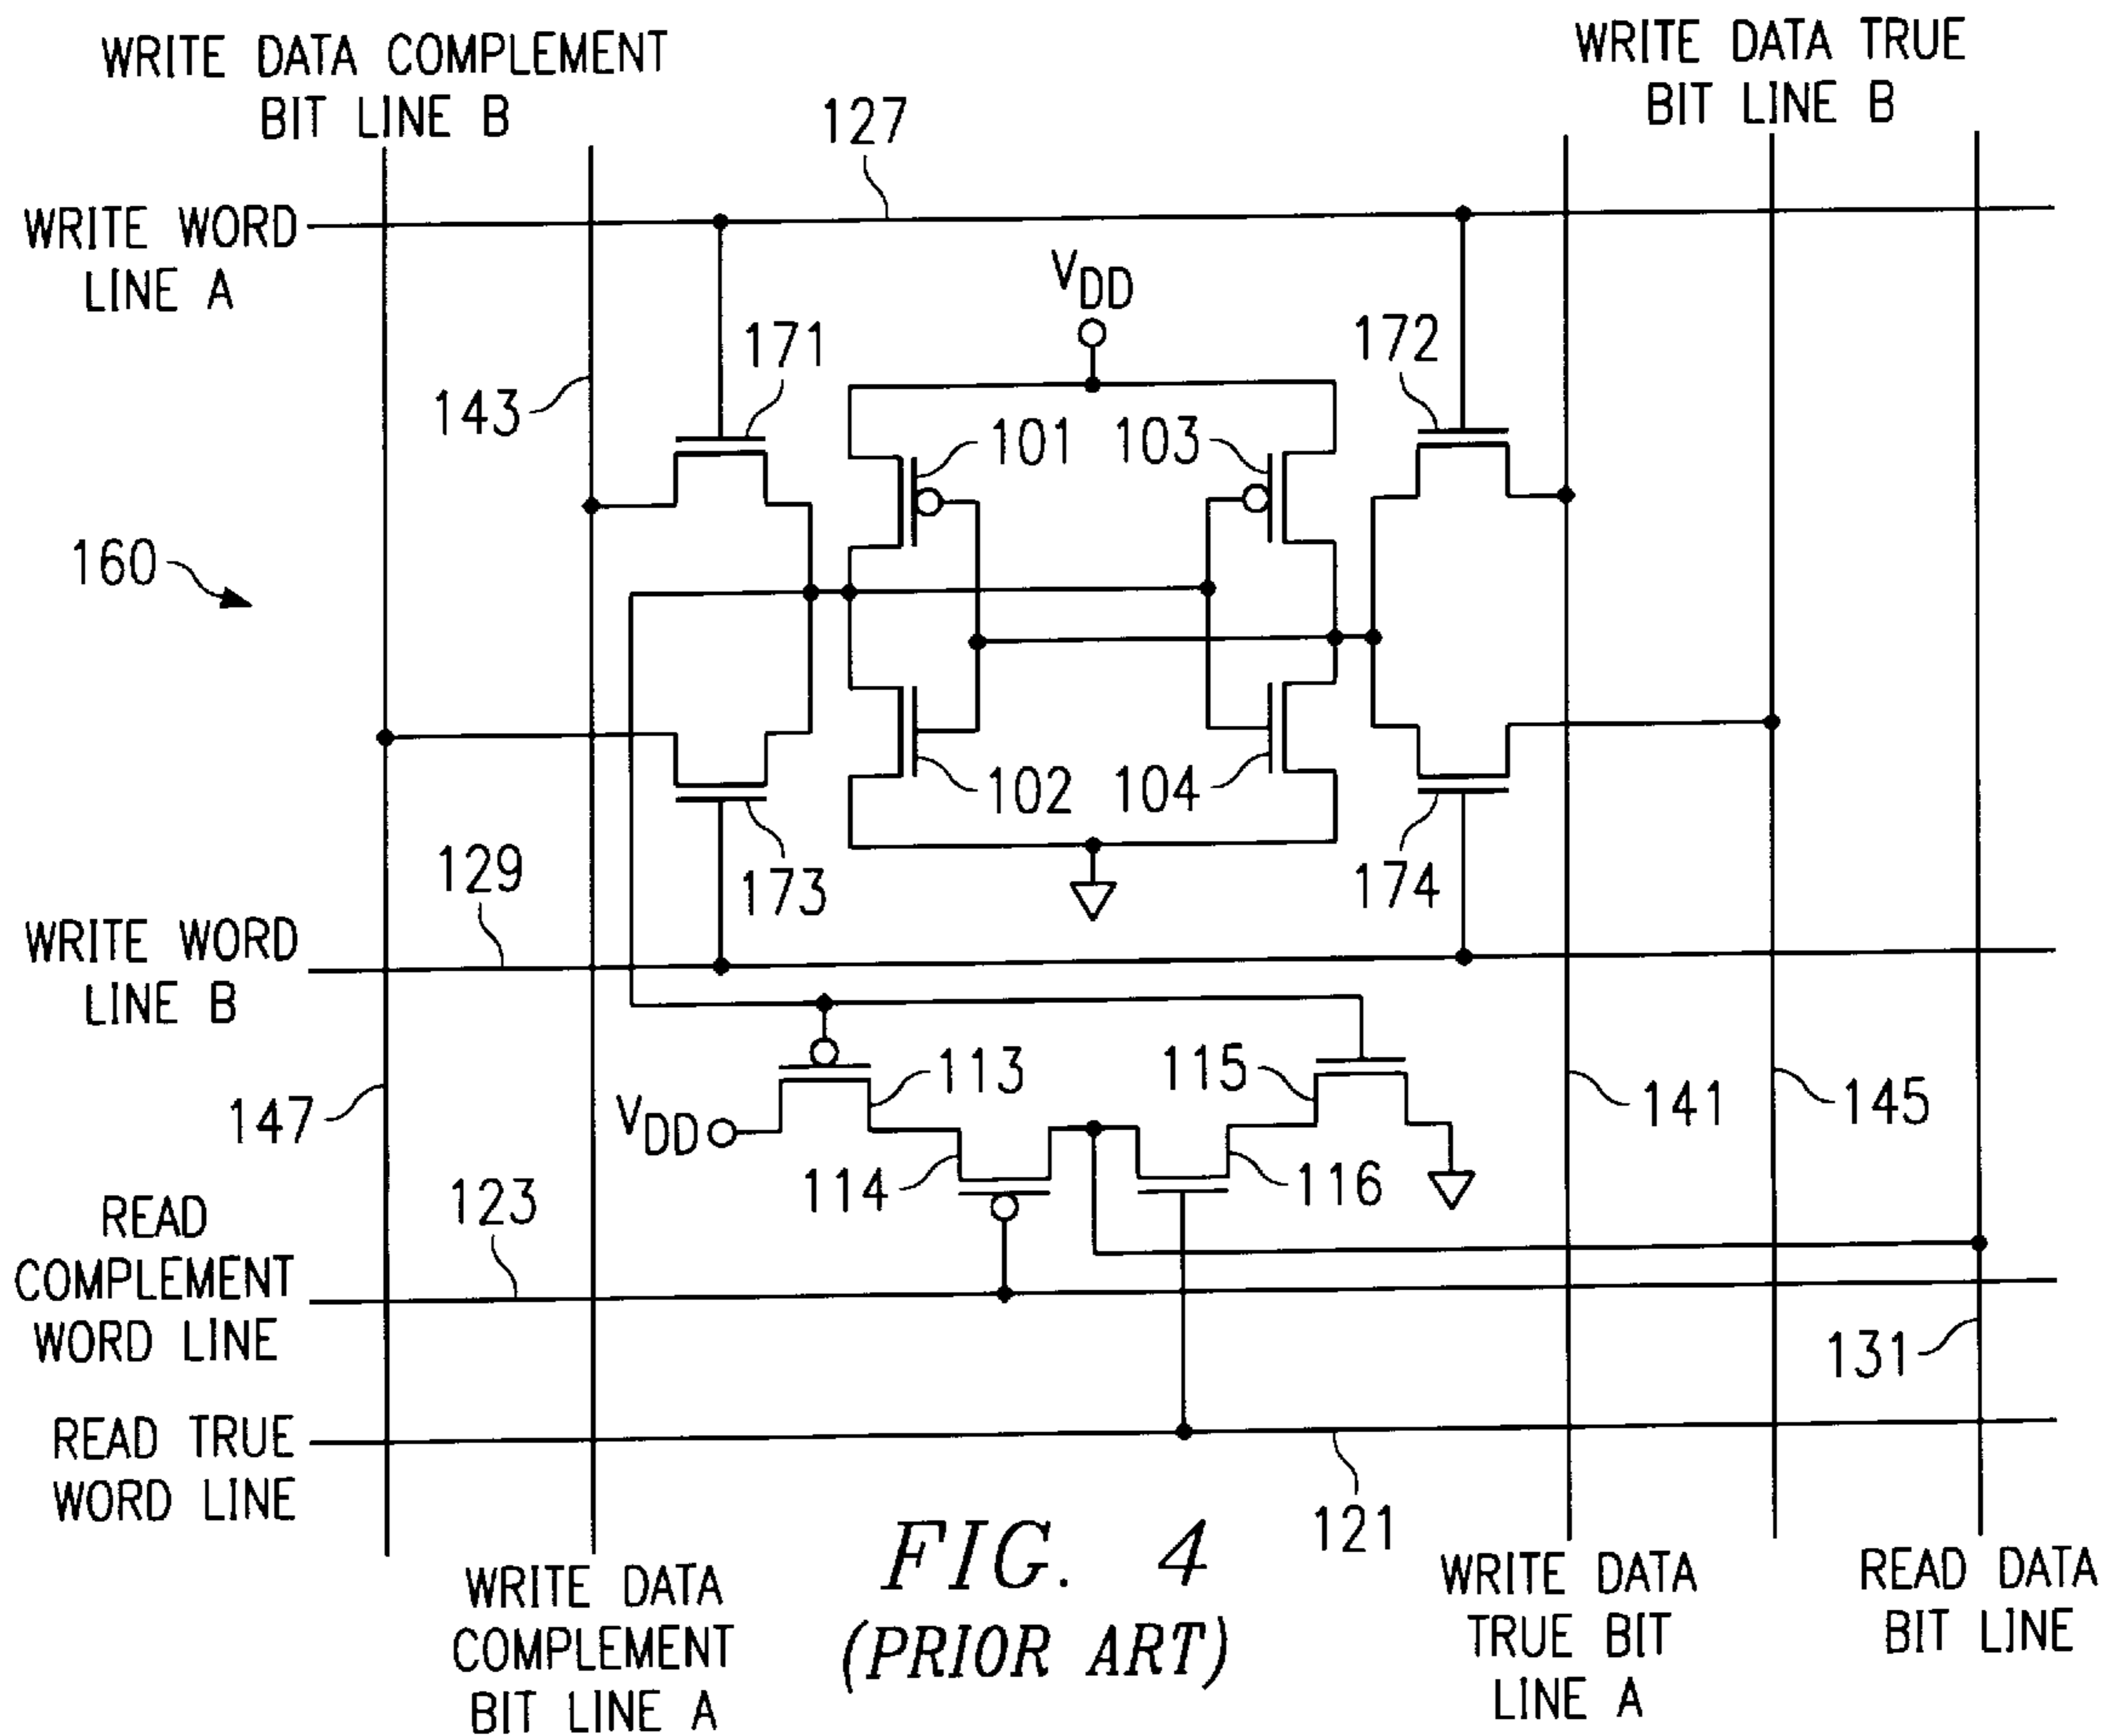 WRITE DATA COMPLEMENT
BIT LINE B
WRITE DATA TRUE
BIT LINE B
127
WRITE WORD
LINE A
VDD
171
172
143
101
103
160
102
104
173
174
129
WRITE WORD
LINE B
113
115
VDD
147
141
145
114
116
123
READ
COMPLEMENT
WORD LINE
131
READ TRUE
WORD LINE
121
FIG. 4
(PRIOR ART)
WRITE DATA
COMPLEMENT
BIT LINE A
WRITE DATA
TRUE BIT
LINE A
READ DATA
BIT LINE